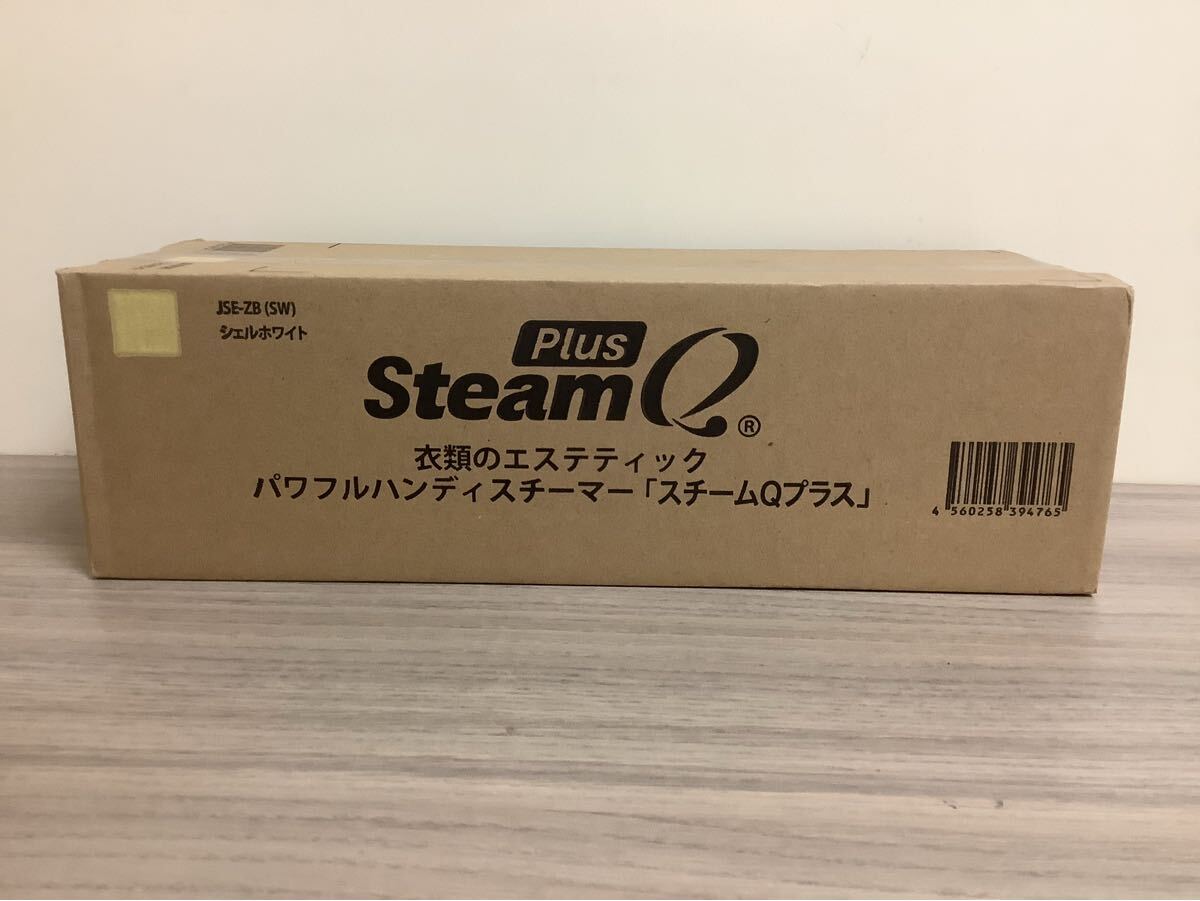 JSE-ZB (SW)
シェルホワイト
Plus
SteamQ®
衣類のエステティック
パワフルハンディスチーマー「スチームQプラス」
4 560258 394765